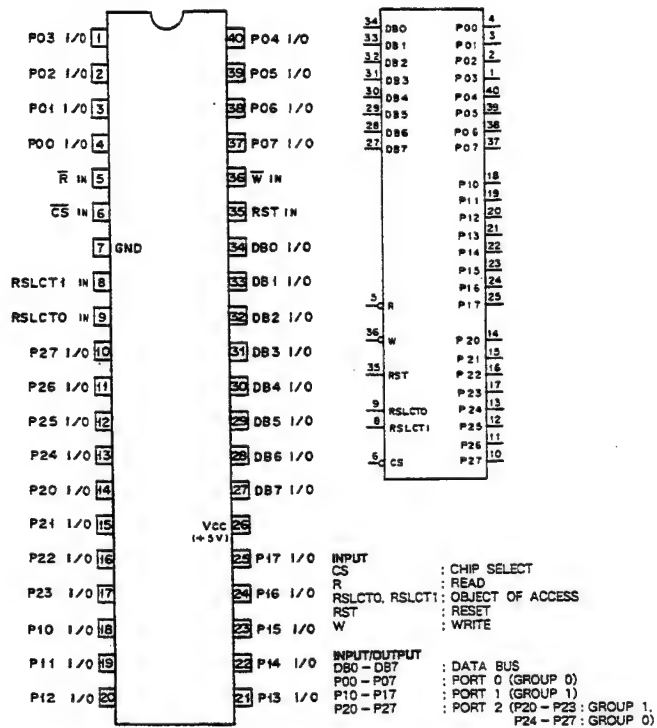 P03 I/O 1
P02 I/O 2
P01 I/O 3
P00 I/O 4
R IN 5
CS IN 6
7 GND
RSLCT1 IN 8
RSLCT0 IN 9
P27 I/O 10
P26 I/O 11
P25 I/O 12
P24 I/O 13
P20 I/O 14
P21 I/O 15
P22 I/O 16
P23 I/O 17
P10 I/O 18
P11 I/O 19
P12 I/O 20
40 P04 I/O
39 P05 I/O
38 P06 I/O
37 P07 I/O
36 W IN
35 RST IN
34 DB0 I/O
33 DB1 I/O
32 DB2 I/O
31 DB3 I/O
30 DB4 I/O
29 DB5 I/O
28 DB6 I/O
27 DB7 I/O
Vcc 26
(+5V)
25 P17 I/O
24 P16 I/O
23 P15 I/O
22 P14 I/O
21 P13 I/O
34 DB0
33 DB1
32 DB2
31 DB3
30 DB4
29 DB5
28 DB6
27 DB7
5 R
36 W
35 RST
9 RSLCT0
8 RSLCT1
6 CS
P00 4
P01 3
P02 2
P03 1
P04 40
P05 39
P06 38
P07 37
P10 18
P11 19
P12 20
P13 21
P14 22
P15 23
P16 24
P17 25
P20 14
P21 15
P22 16
P23 17
P24 13
P25 12
P26 11
P27 10
INPUT
CS : CHIP SELECT
R : READ
RSLCT0, RSLCT1 : OBJECT OF ACCESS
RST : RESET
W : WRITE
INPUT/OUTPUT
DB0 - DB7 : DATA BUS
P00 - P07 : PORT 0 (GROUP 0)
P10 - P17 : PORT 1 (GROUP 1)
P20 - P27 : PORT 2 (P20 - P23 : GROUP 1,
P24 - P27 : GROUP 0)